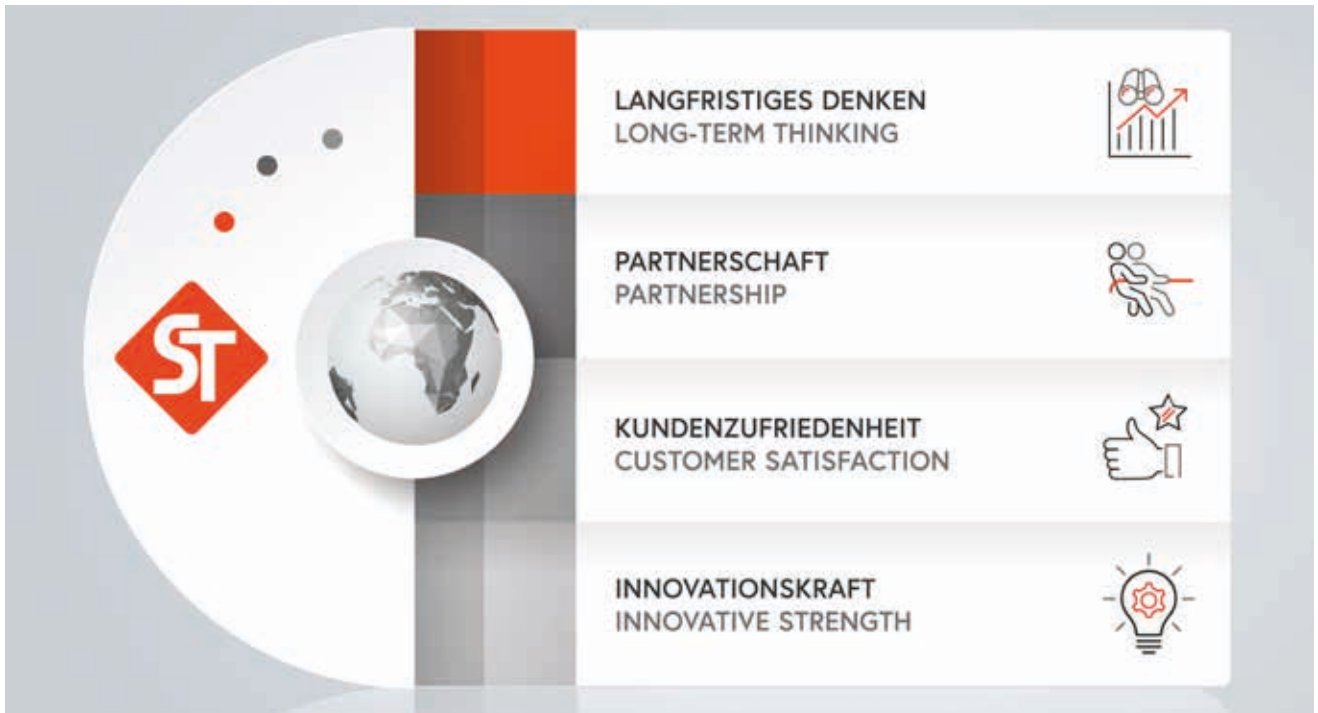 ST
LANGFRISTIGES DENKEN
LONG-TERM THINKING
PARTNERSCHAFT
PARTNERSHIP
KUNDENZUFRIEDENHEIT
CUSTOMER SATISFACTION
INNOVATIONSKRAFT
INNOVATIVE STRENGTH